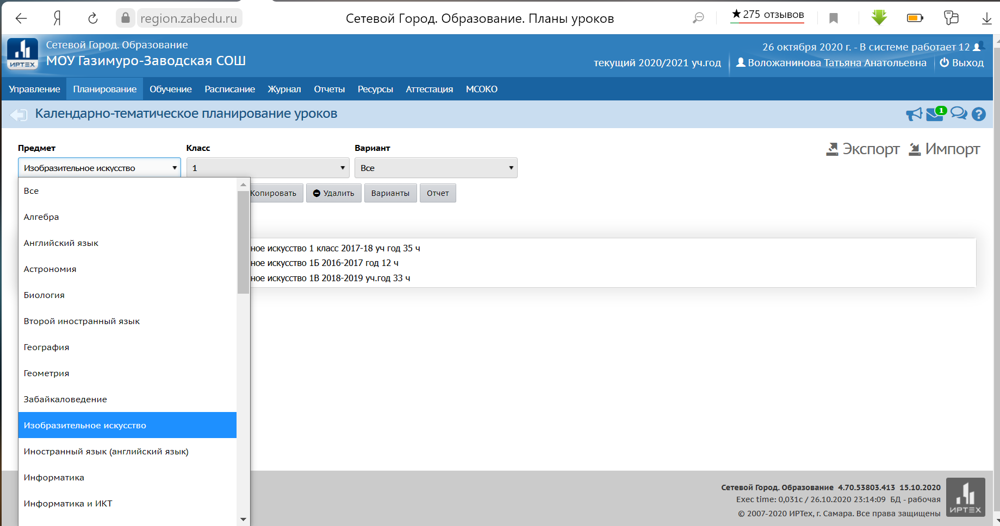 region.zabedu.ru
Сетевой Город. Образование. Планы уроков
★275 отзывов
Сетевой Город. Образование
МОУ Газимуро-Заводская СОШ
ИРТЕХ
26 октября 2020 г. - В системе работает 12
текущий 2020/2021 уч.год
Воложанинова Татьяна Анатольевна
Выход
Управление Планирование Обучение Расписание Журнал Отчеты Ресурсы Аттестация МСОКО
Календарно-тематическое планирование уроков
1
Предмет Класс Вариант
Экспорт Импорт
Изобразительное искусство 1 Все
Копировать Удалить Варианты Отчет
Все
Алгебра
Английский язык
Астрономия
Биология
Второй иностранный язык
География
Геометрия
Забайкаловедение
Изобразительное искусство
Иностранный язык (английский язык)
Информатика
Информатика и ИКТ
ное искусство 1 класс 2017-18 уч год 35 ч
ное искусство 1Б 2016-2017 год 12 ч
ное искусство 1В 2018-2019 уч.год 33 ч
Сетевой Город. Образование 4.70.53803.413 15.10.2020
Exec time: 0,031с / 26.10.2020 23:14:09 БД - рабочая
© 2007-2020 ИРТех, г. Самара. Все права защищены
ИРТЕХ